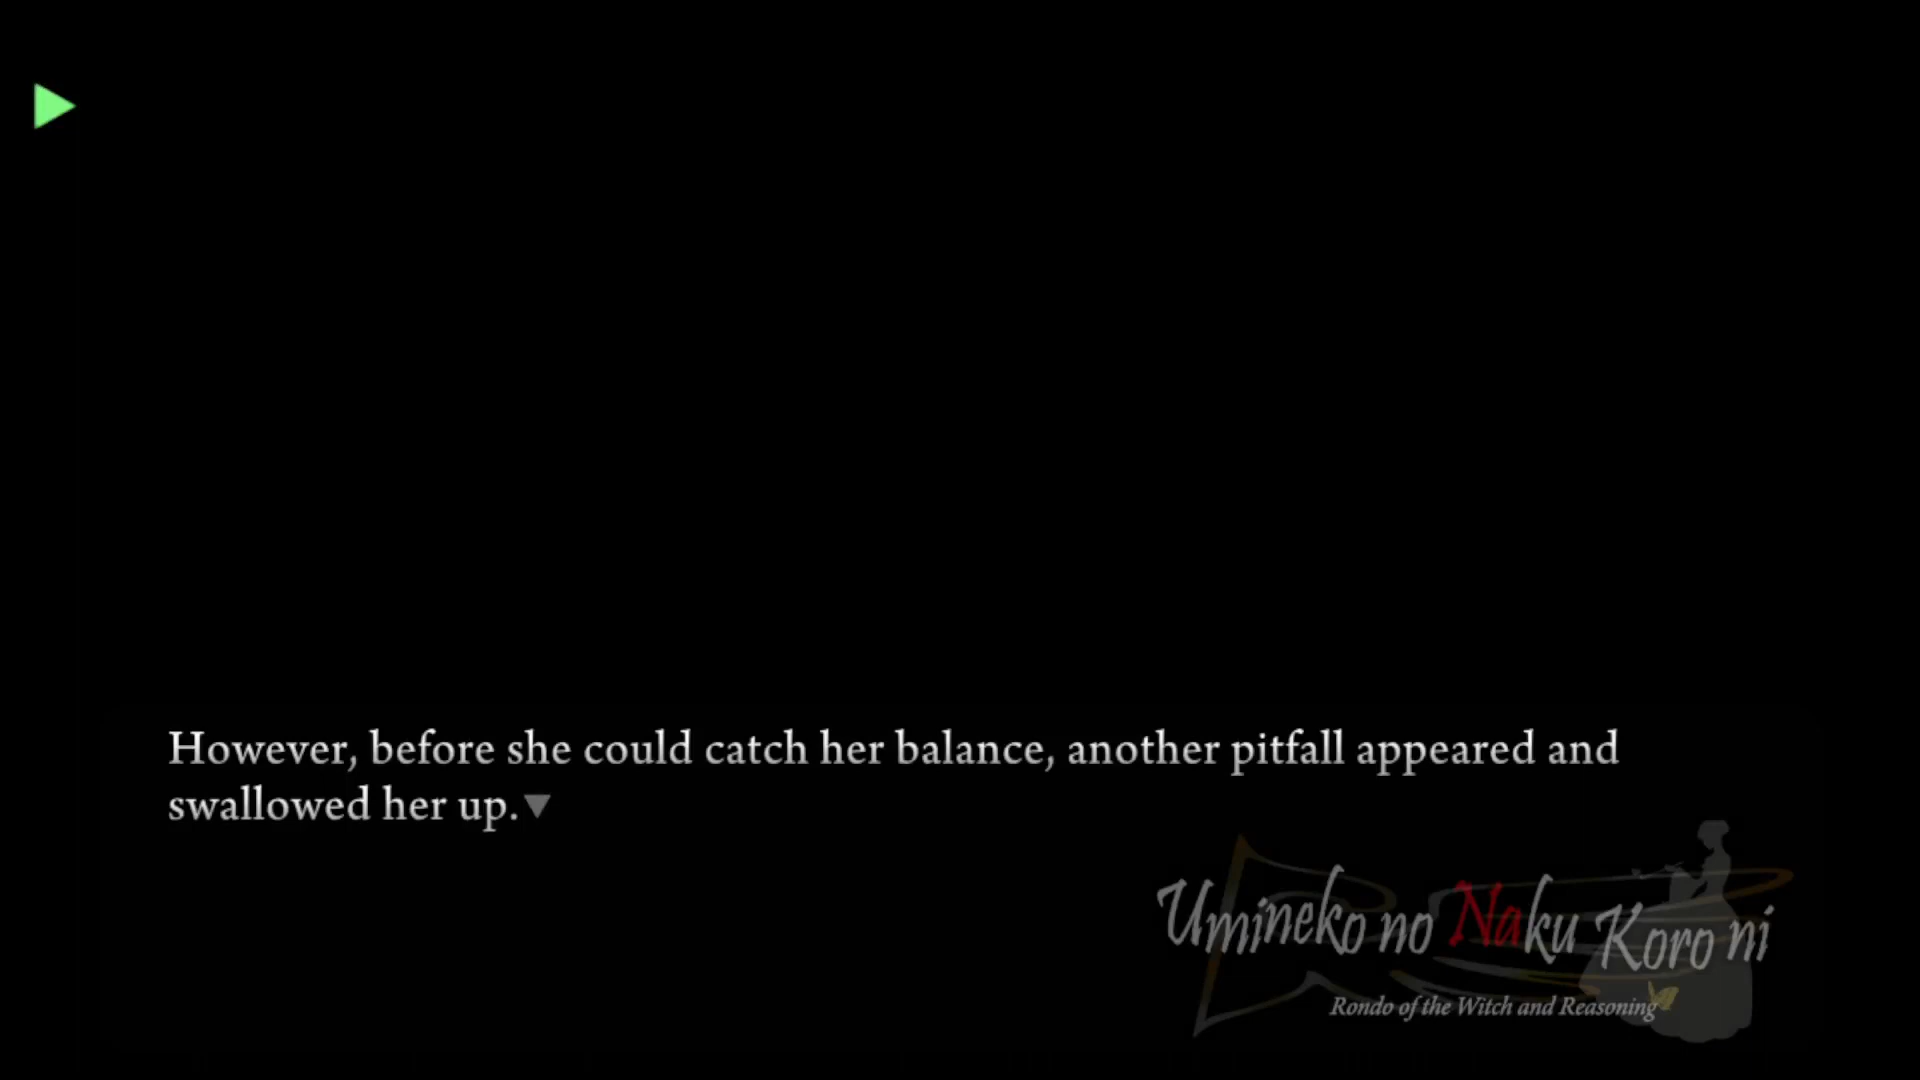 However, before she could catch her balance, another pitfall appeared and
swallowed her up.
Umineko no Naku Koro ni
Rondo of the Witch and Reasoning